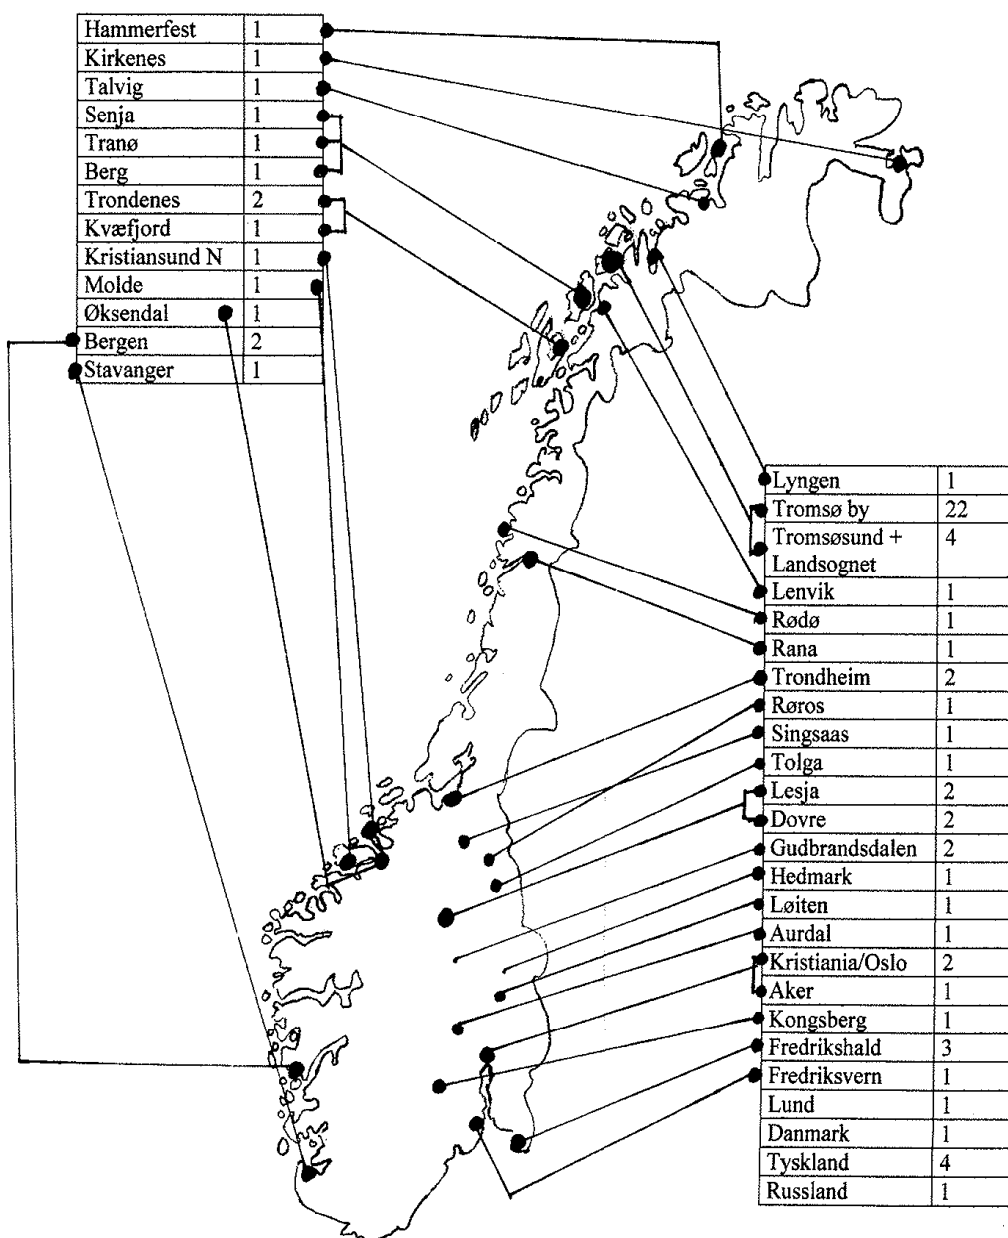 Hammerfest 1
Kirkenes 1
Talvig 1
Senja 1
Tranø 1
Berg 1
Trondenes 2
Kvæfjord 1
Kristiansund N 1
Molde 1
Øksendal 1
Bergen 2
Stavanger 1
Lyngen 1
Tromsø by 22
Tromsøsund + 4
Landsognet
Lenvik 1
Rødø 1
Rana 1
Trondheim 2
Røros 1
Singsaas 1
Tolga 1
Lesja 2
Dovre 2
Gudbrandsdalen 2
Hedmark 1
Løiten 1
Aurdal 1
Kristiania/Oslo 2
Aker 1
Kongsberg 1
Fredrikshald 3
Fredriksvern 1
Lund 1
Danmark 1
Tyskland 4
Russland 1